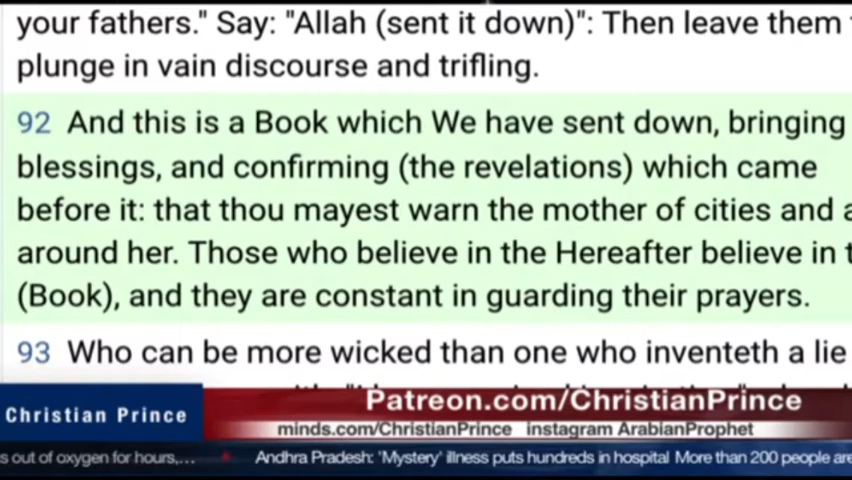 your fathers." Say: "Allah (sent it down)": Then leave them
plunge in vain discourse and trifling.
92 And this is a Book which We have sent down, bringing
blessings, and confirming (the revelations) which came
before it: that thou mayest warn the mother of cities and
around her. Those who believe in the Hereafter believe in
(Book), and they are constant in guarding their prayers.
93 Who can be more wicked than one who inventeth a lie
Christian Prince
Patreon.com/ChristianPrince
minds.com/ChristianPrince instagram ArabianProphet
s out of oxygen for hours,... Andhra Pradesh: 'Mystery' illness puts hundreds in hospital More than 200 people are